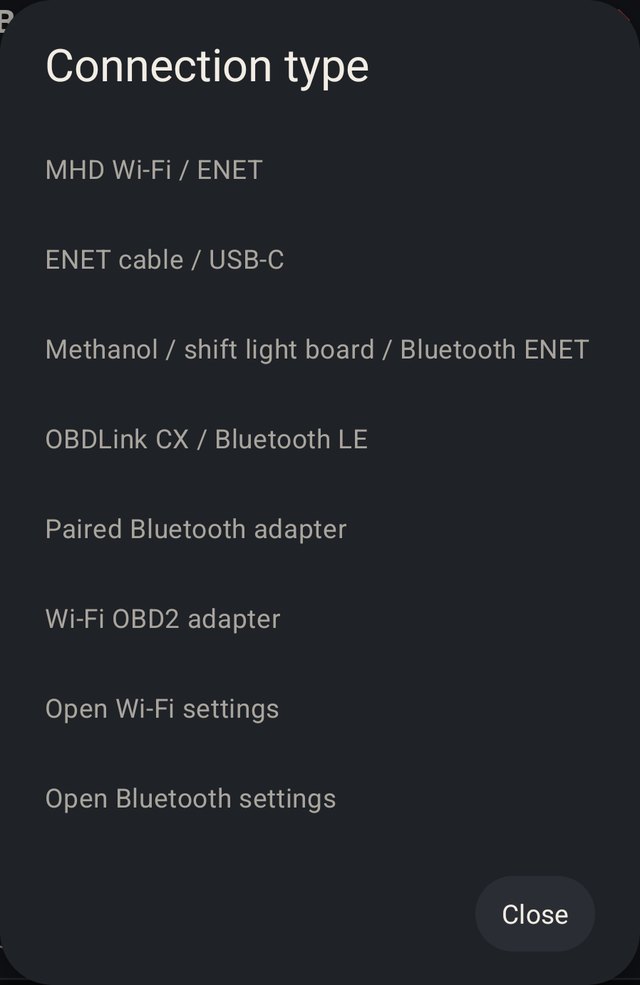 Connection type
MHD Wi-Fi / ENET
ENET cable / USB-C
Methanol / shift light board / Bluetooth ENET
OBDLink CX / Bluetooth LE
Paired Bluetooth adapter
Wi-Fi OBD2 adapter
Open Wi-Fi settings
Open Bluetooth settings
Close